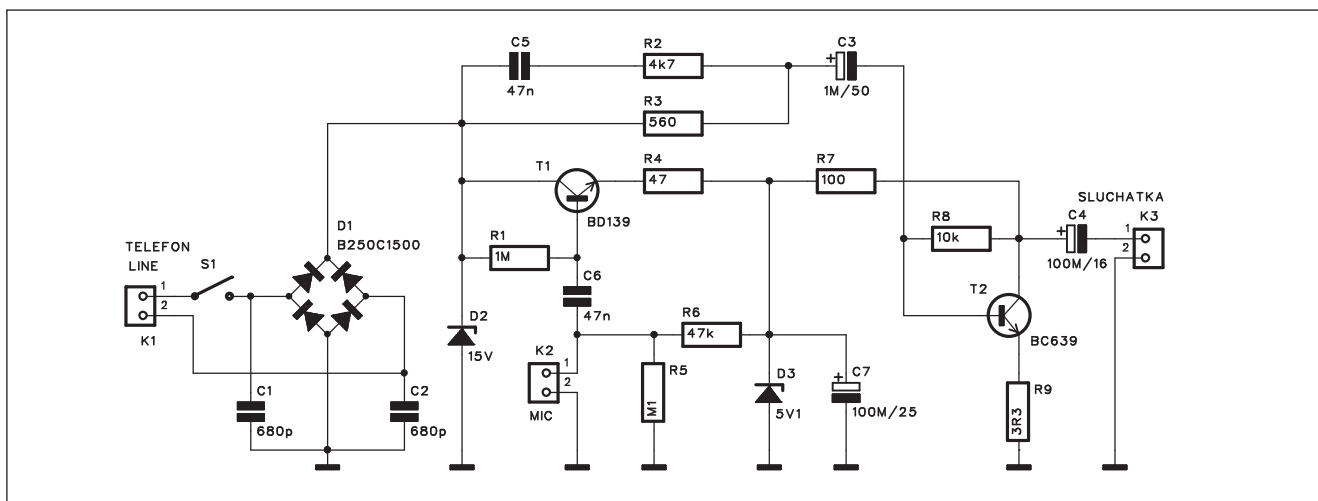 C5
47n
R2
4k7
C3
+
1M/50
R3
560
T1
BD139
R4
47
R7
100
SLUCHATKA
K3
1
2
C4
+
100M/16
R8
10k
D1
B250C1500
TELEFON
LINE
S1
1
2
K1
R1
1M
C6
47n
T2
BC639
D2
15V
R6
47k
K2
1
2
MIC
R5
M1
D3
5V1
C7
+
100M/25
R9
3R3
C1
680p
C2
680p